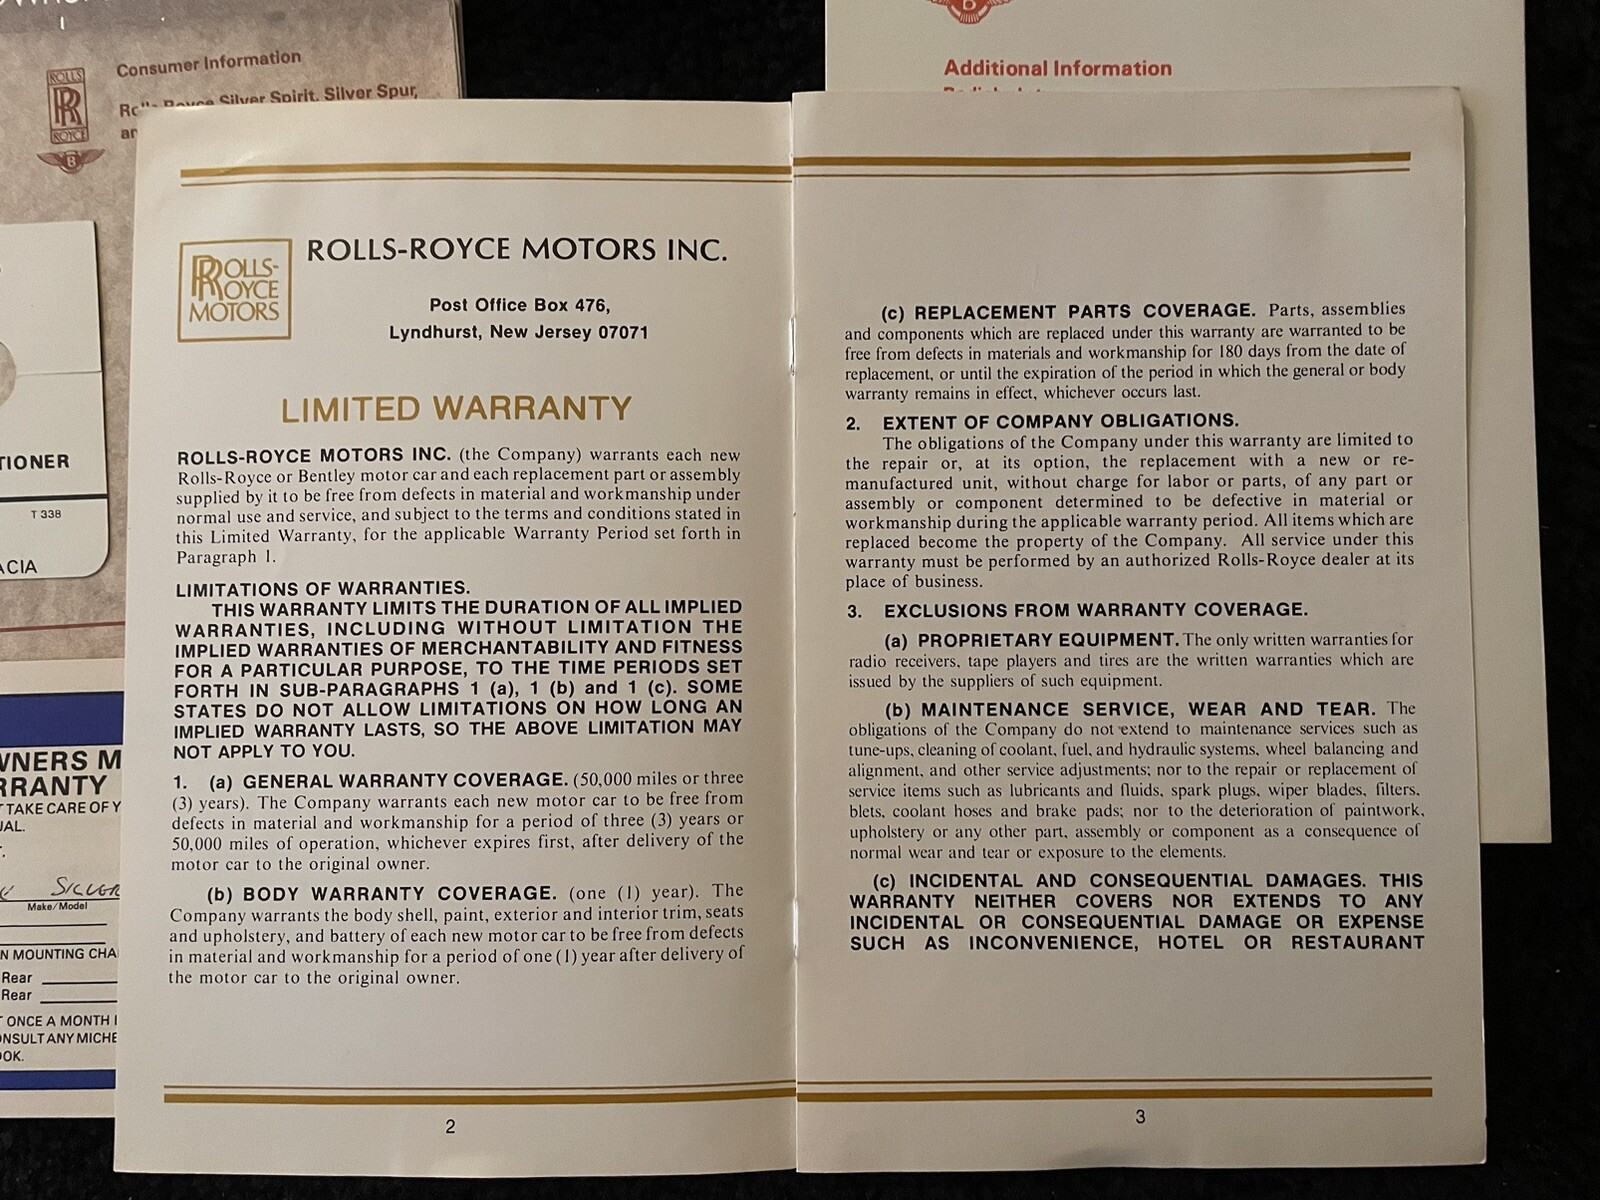 Consumer Information
ROLLS
RR
ROYCE
B
Rolls-Royce Silver Spirit, Silver Spur,
B
Additional Information
TIONER
T 338
ACIA
WNERS M
RRANTY
TAKE CARE OF Y
UAL.
SILVER
Make/Model
N MOUNTING CHA
Rear
Rear
ONCE A MONTH
ONSULT ANY MICHE
OOK.
ROLLS-
ROYCE
MOTORS
ROLLS-ROYCE MOTORS INC.
Post Office Box 476,
Lyndhurst, New Jersey 07071
LIMITED WARRANTY
ROLLS-ROYCE MOTORS INC. (the Company) warrants each new
Rolls-Royce or Bentley motor car and each replacement part or assembly
supplied by it to be free from defects in material and workmanship under
normal use and service, and subject to the terms and conditions stated in
this Limited Warranty, for the applicable Warranty Period set forth in
Paragraph 1.
LIMITATIONS OF WARRANTIES.
THIS WARRANTY LIMITS THE DURATION OF ALL IMPLIED
WARRANTIES, INCLUDING WITHOUT LIMITATION THE
IMPLIED WARRANTIES OF MERCHANTABILITY AND FITNESS
FOR A PARTICULAR PURPOSE, TO THE TIME PERIODS SET
FORTH IN SUB-PARAGRAPHS 1 (a), 1 (b) and 1 (c). SOME
STATES DO NOT ALLOW LIMITATIONS ON HOW LONG AN
IMPLIED WARRANTY LASTS, SO THE ABOVE LIMITATION MAY
NOT APPLY TO YOU.
1. (a) GENERAL WARRANTY COVERAGE. (50,000 miles or three
(3) years). The Company warrants each new motor car to be free from
defects in material and workmanship for a period of three (3) years or
50,000 miles of operation, whichever expires first, after delivery of the
motor car to the original owner.
(b) BODY WARRANTY COVERAGE. (one (1) year). The
Company warrants the body shell, paint, exterior and interior trim, seats
and upholstery, and battery of each new motor car to be free from defects
in material and workmanship for a period of one (1) year after delivery of
the motor car to the original owner.
2
(c) REPLACEMENT PARTS COVERAGE. Parts, assemblies
and components which are replaced under this warranty are warranted to be
free from defects in materials and workmanship for 180 days from the date of
replacement, or until the expiration of the period in which the general or body
warranty remains in effect, whichever occurs last.
2. EXTENT OF COMPANY OBLIGATIONS.
The obligations of the Company under this warranty are limited to
the repair or, at its option, the replacement with a new or re-
manufactured unit, without charge for labor or parts, of any part or
assembly or component determined to be defective in material or
workmanship during the applicable warranty period. All items which are
replaced become the property of the Company. All service under this
warranty must be performed by an authorized Rolls-Royce dealer at its
place of business.
3. EXCLUSIONS FROM WARRANTY COVERAGE.
(a) PROPRIETARY EQUIPMENT. The only written warranties for
radio receivers, tape players and tires are the written warranties which are
issued by the suppliers of such equipment.
(b) MAINTENANCE SERVICE, WEAR AND TEAR. The
obligations of the Company do not extend to maintenance services such as
tune-ups, cleaning of coolant, fuel, and hydraulic systems, wheel balancing and
alignment, and other service adjustments; nor to the repair or replacement of
service items such as lubricants and fluids, spark plugs, wiper blades, filters,
blets, coolant hoses and brake pads; nor to the deterioration of paintwork,
upholstery or any other part, assembly or component as a consequence of
normal wear and tear or exposure to the elements.
(c) INCIDENTAL AND CONSEQUENTIAL DAMAGES. THIS
WARRANTY NEITHER COVERS NOR EXTENDS TO ANY
INCIDENTAL OR CONSEQUENTIAL DAMAGE OR EXPENSE
SUCH AS INCONVENIENCE, HOTEL OR RESTAURANT
3